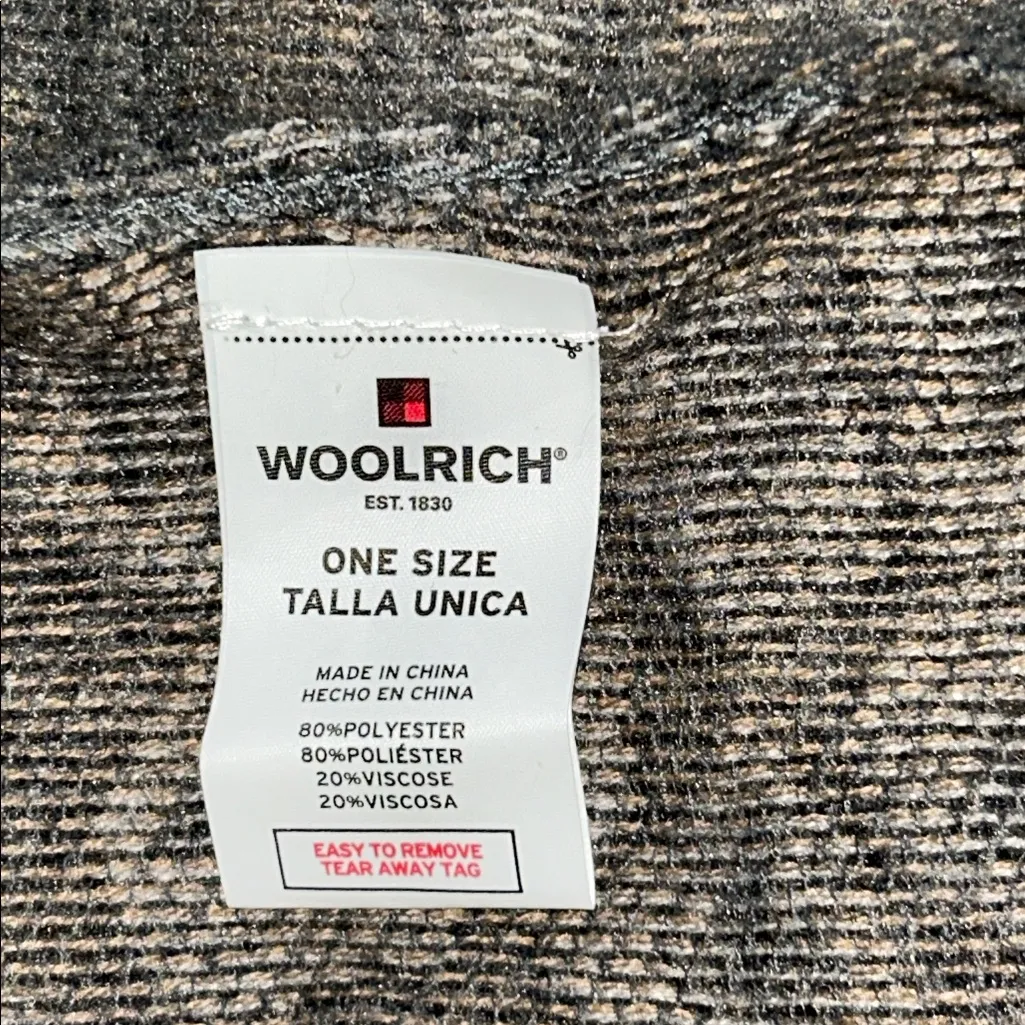 WOOLRICH®
EST. 1830
ONE SIZE
TALLA UNICA
MADE IN CHINA
HECHO EN CHINA
80%POLYESTER
80%POLIÉSTER
20%VISCOSE
20%VISCOSA
EASY TO REMOVE
TEAR AWAY TAG